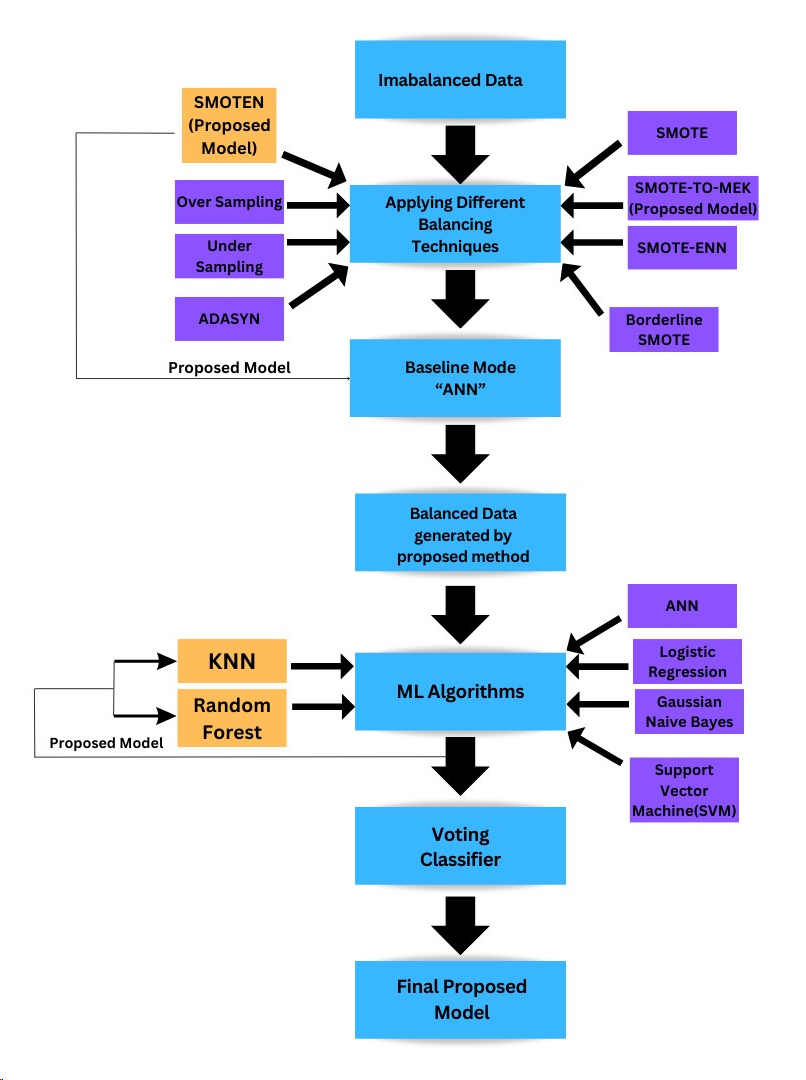 Imabalanced Data
SMOTEN
(Proposed
Model)
SMOTE
Over Sampling
Applying Different
Balancing
Techniques
SMOTE-TO-MEK
(Proposed Model)
Under
Sampling
SMOTE-ENN
ADASYN
Borderline
SMOTE
Proposed Model
Baseline Mode
“ANN”
Balanced Data
generated by
proposed method
ANN
KNN
Logistic
Regression
ML Algorithms
Random
Forest
Gaussian
Naive Bayes
Proposed Model
Support
Vector
Machine(SVM)
Voting
Classifier
Final Proposed
Model